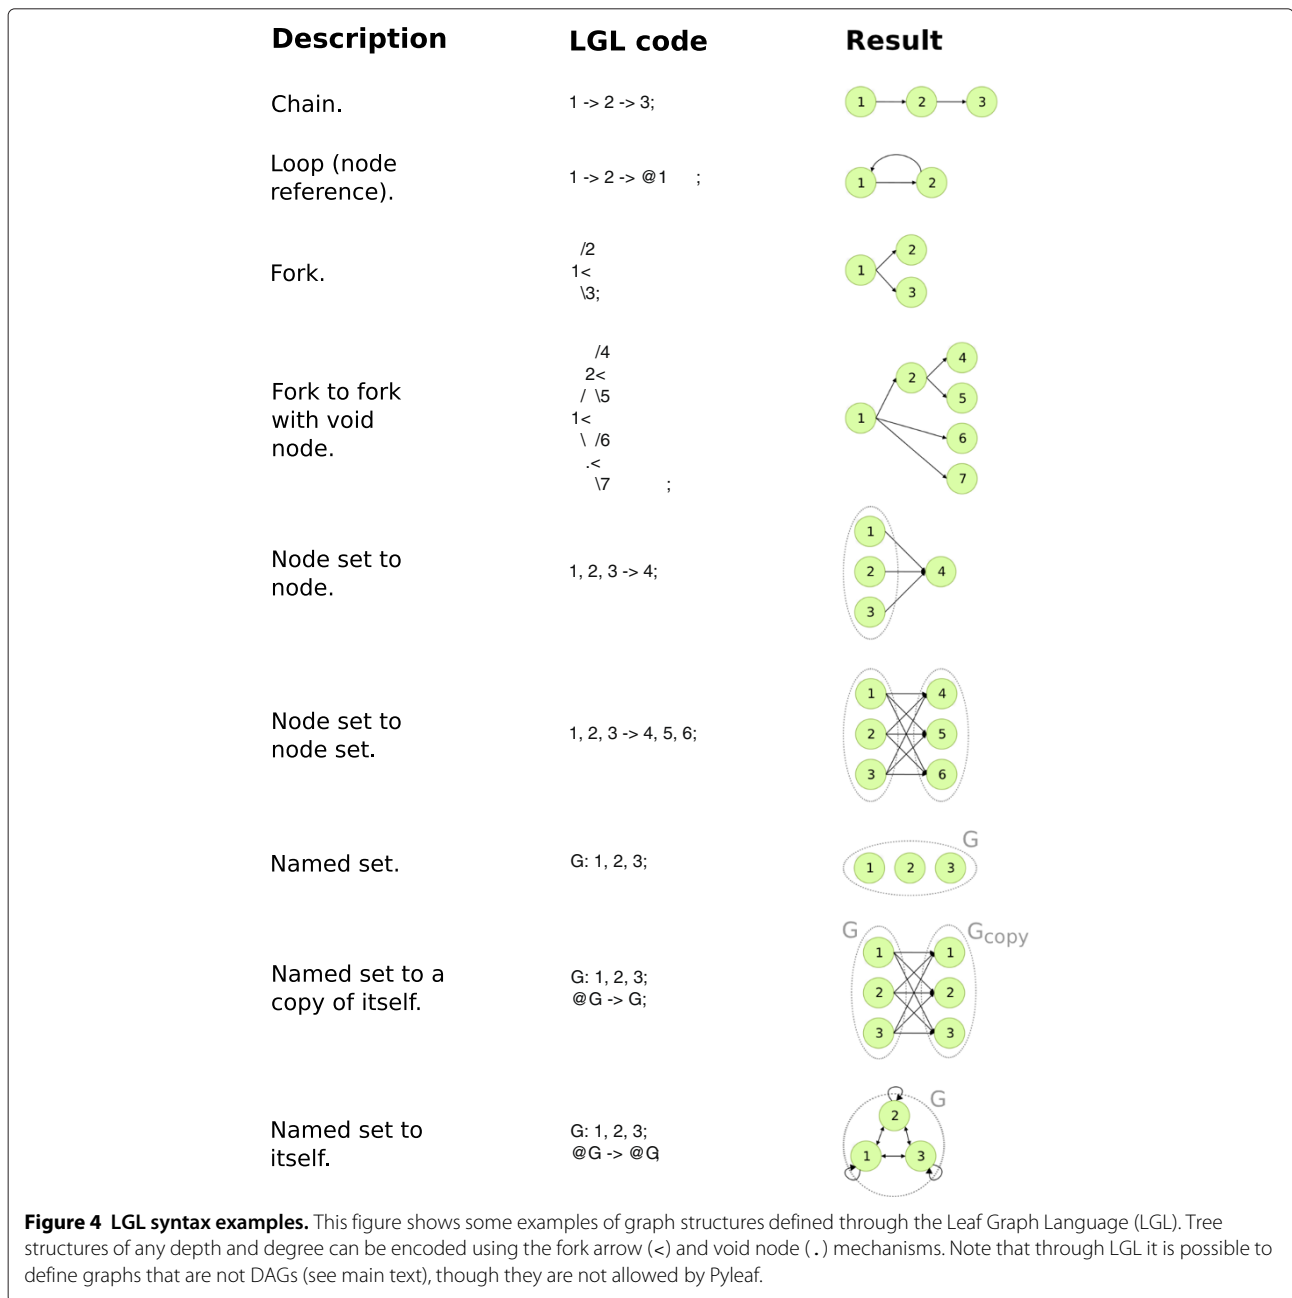 Description LGL code Result
Chain. 1 -> 2 -> 3; 1 2 3
Loop (node
reference). 1 -> 2 -> @1 ; 1 2
Fork.
/2
1<
\3;
1 2 3
Fork to fork
with void
node.
/4
2<
/ \5
1<
\ /6
.<
\7 ;
1 2 4 5 6 7
Node set to
node.
1, 2, 3 -> 4;
1 2 3 4
Node set to
node set.
1, 2, 3 -> 4, 5, 6;
1 4
2 5
3 6
Named set. G: 1, 2, 3; G
1 2 3
Named set to a
copy of itself.
G: 1, 2, 3;
@G -> G;
G Gcopy
1 1
2 2
3 3
Named set to
itself.
G: 1, 2, 3;
@G -> @G;
G
2
1 3
Figure 4 LGL syntax examples. This figure shows some examples of graph structures defined through the Leaf Graph Language (LGL). Tree
structures of any depth and degree can be encoded using the fork arrow (<) and void node (.) mechanisms. Note that through LGL it is possible to
define graphs that are not DAGs (see main text), though they are not allowed by Pyleaf.